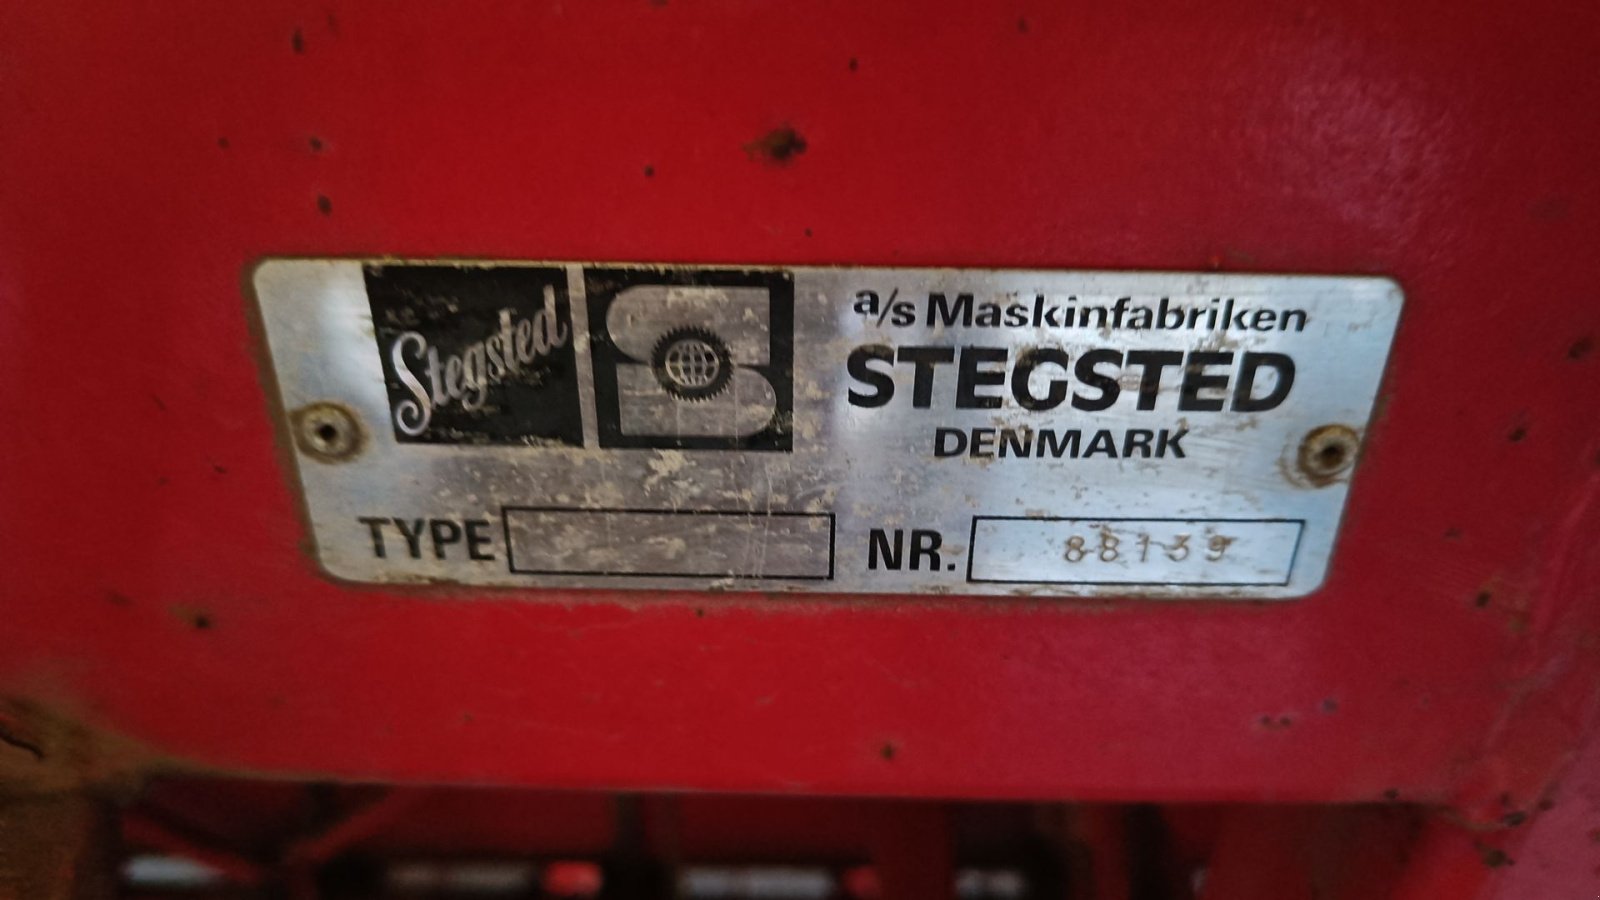 Stegsted
a/s Maskinfabriken
STEGSTED
DENMARK
TYPE
NR. 88139